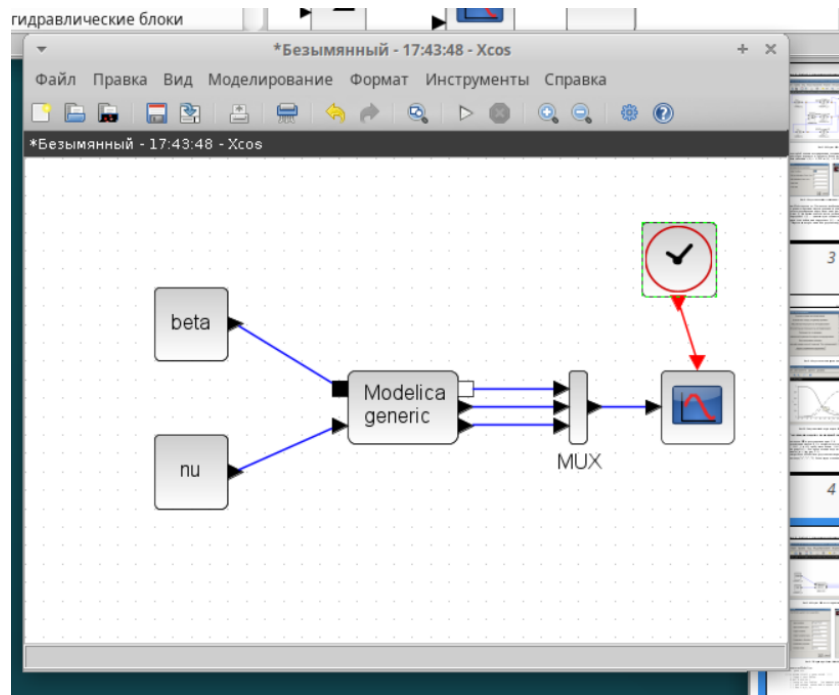 гидравлические блоки
*Безымянный - 17:43:48 - Xcos
Файл Правка Вид Моделирование Формат Инструменты Справка
*Безымянный - 17:43:48 - Xcos
beta
Modelica
generic
nu
MUX
3
4